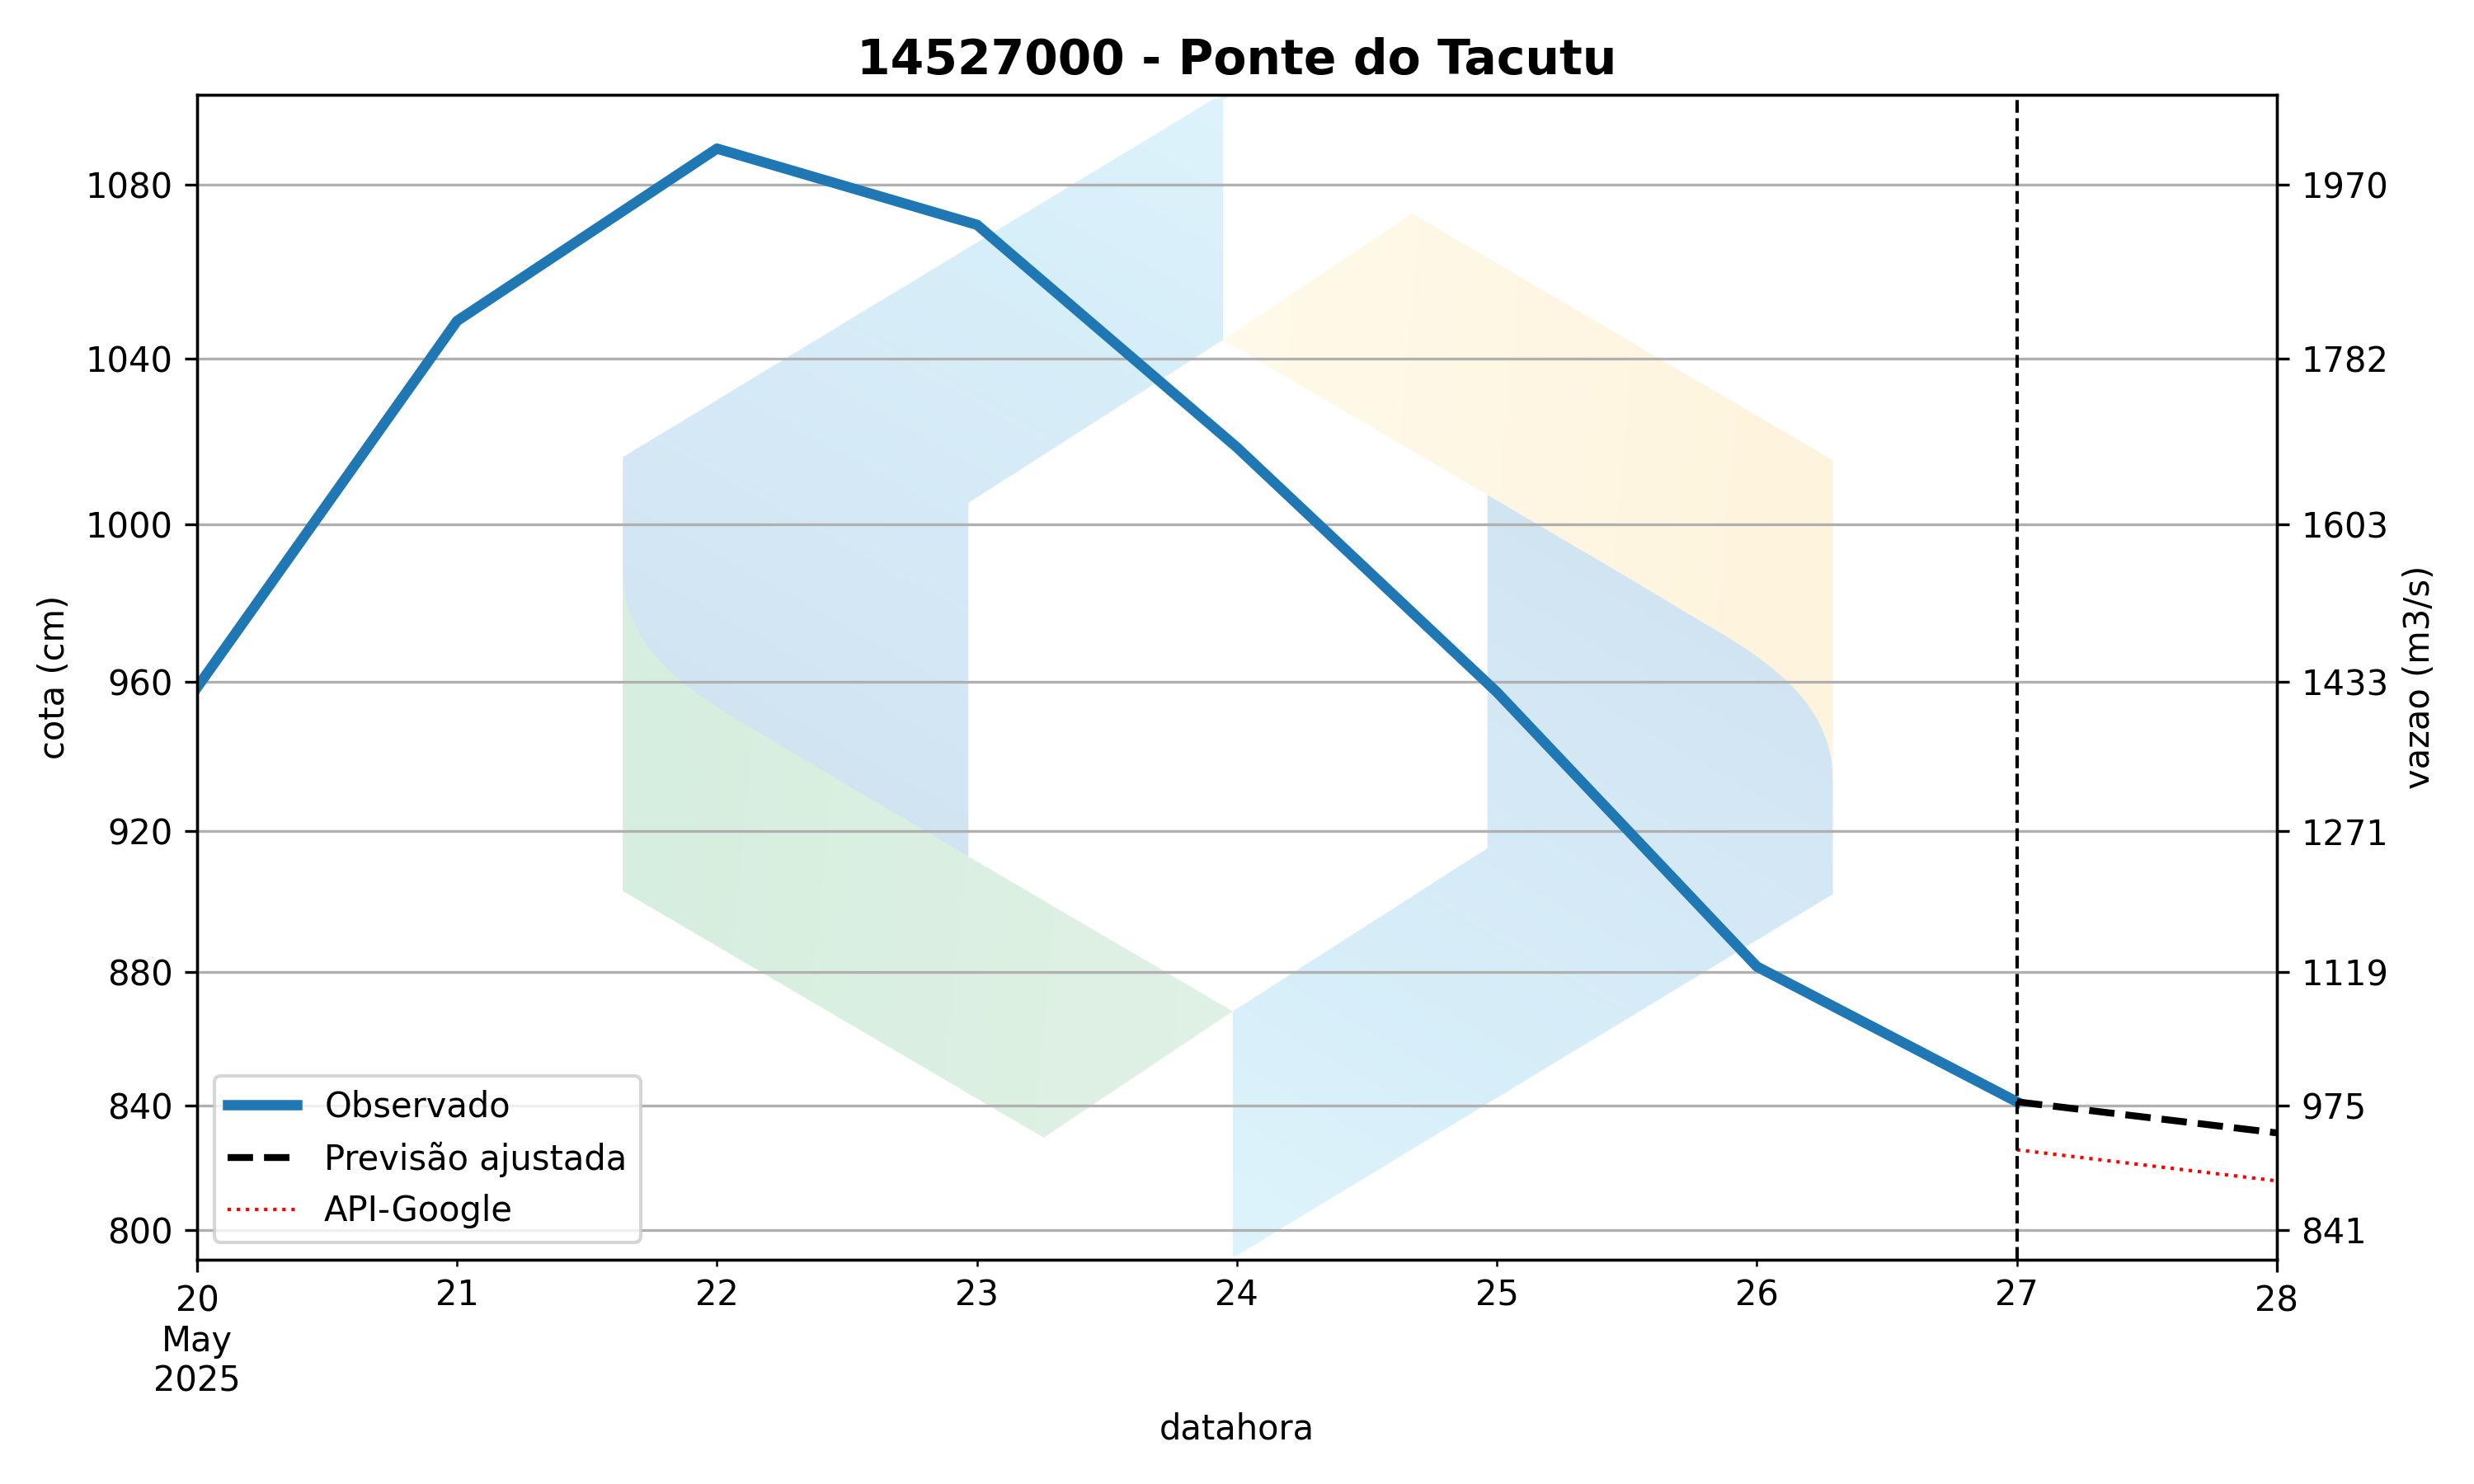 14527000 - Ponte do Tacutu
cota (cm)
1080
1040
1000
960
920
880
840
800
1970
1782
1603
1433
1271
1119
975
841
vazao (m3/s)
Observado
Previsão ajustada
API-Google
20 21 22 23 24 25 26 27 28
May
2025
datahora